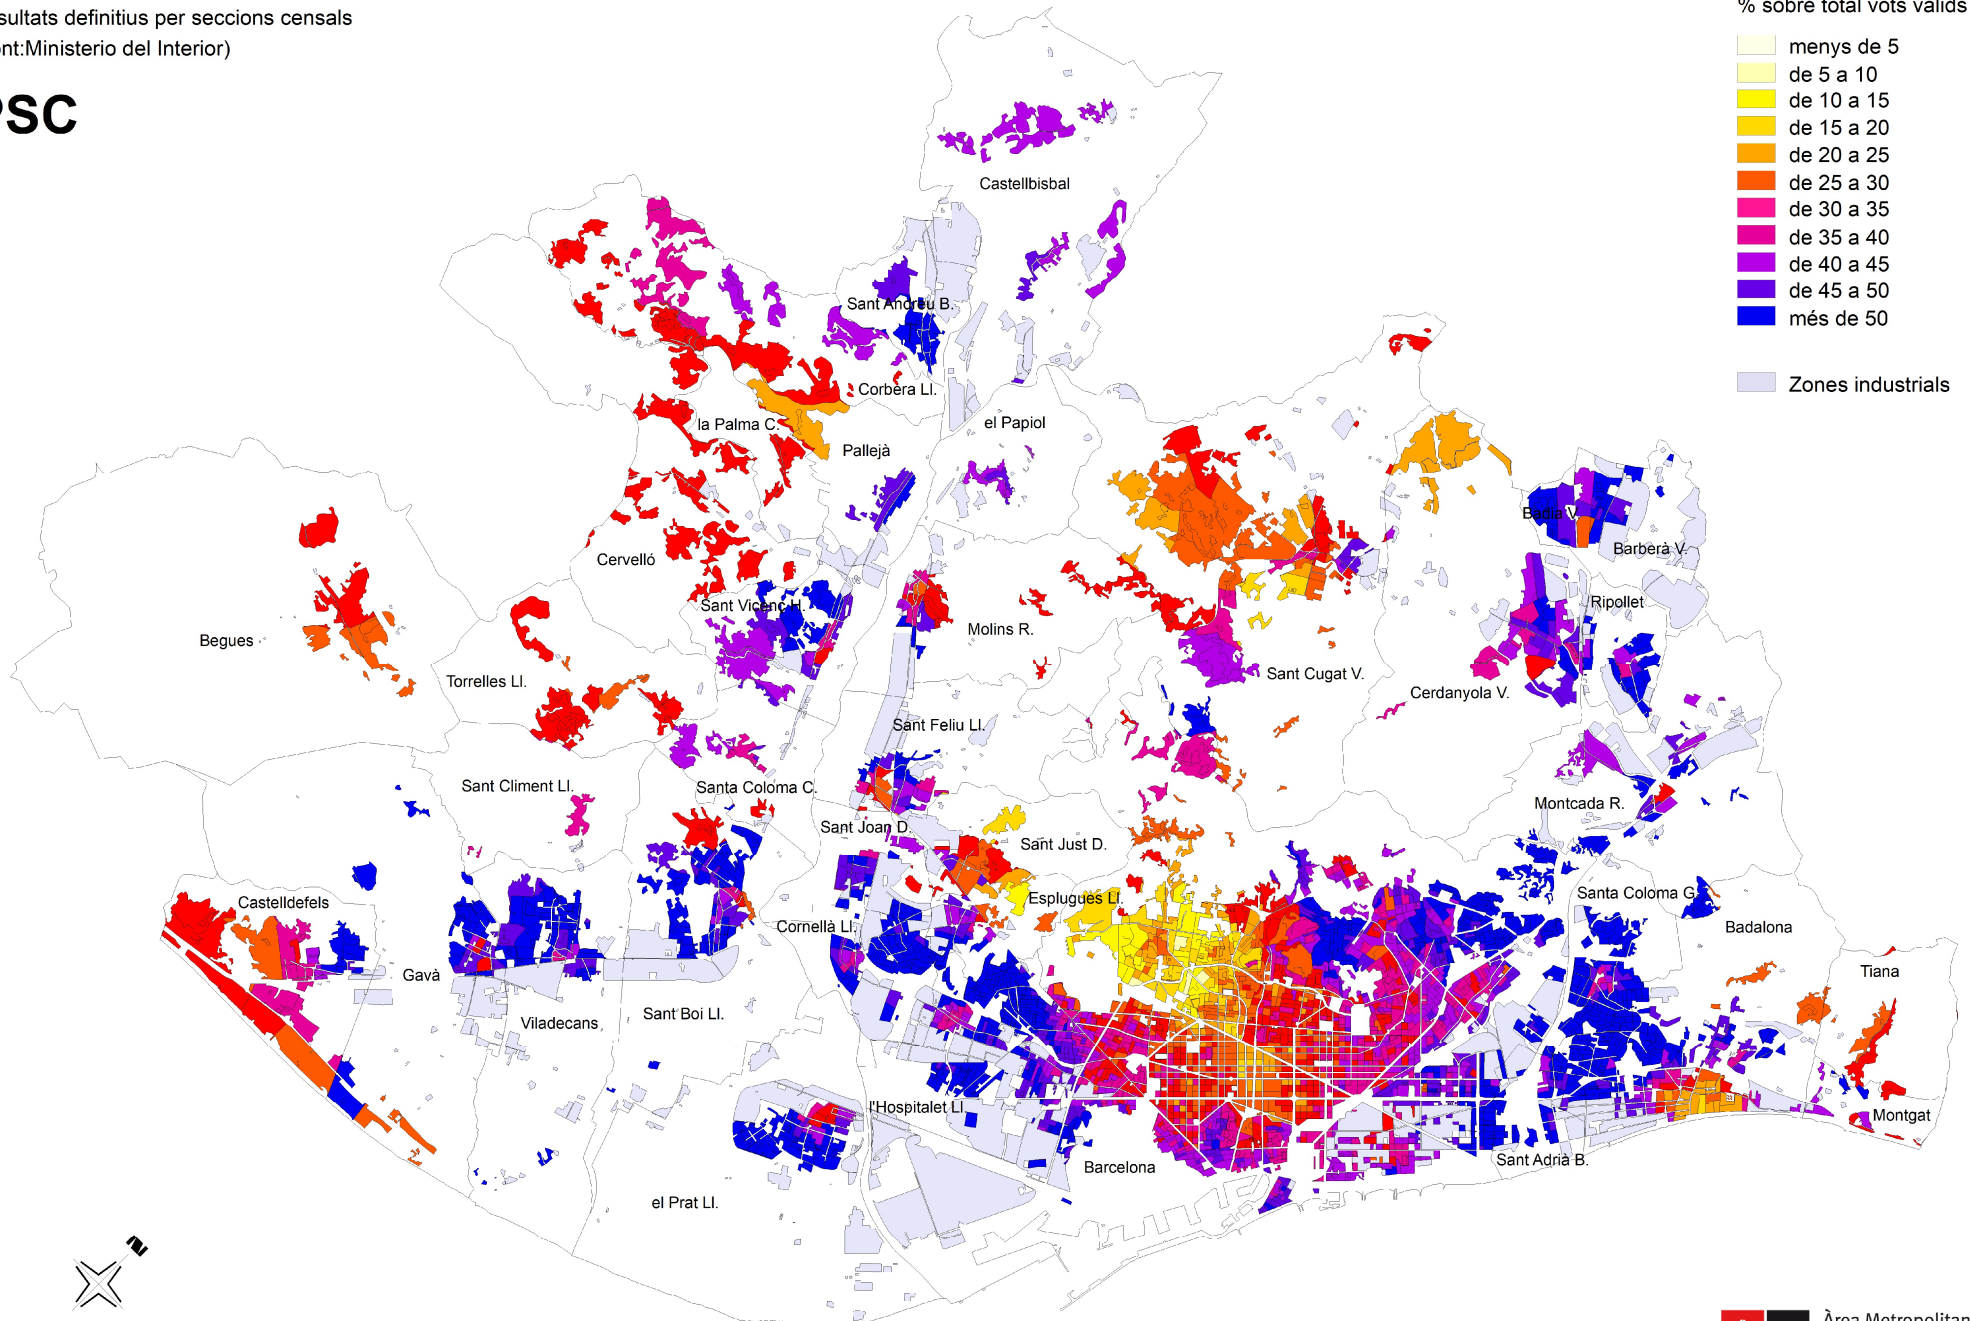 sultats definitius per seccions censals
nt:Ministerio del Interior)
PSC
% sobre total vots vàlids
menys de 5
de 5 a 10
de 10 a 15
de 15 a 20
de 20 a 25
de 25 a 30
de 30 a 35
de 35 a 40
de 40 a 45
de 45 a 50
més de 50
Zones industrials
Castellbisbal
Sant Andreu B.
Corbera Ll.
la Palma C.
el Papiol
Pallejà
Badia V.
Barberà V.
Cervelló
Sant Vicenç H.
Ripollet
Molins R.
Begues
Sant Cugat V.
Torrelles Ll.
Cerdanyola V.
Sant Feliu Ll.
Sant Climent Ll.
Santa Coloma C.
Montcada R.
Sant Joan D.
Sant Just D.
Castelldefels
Esplugues Ll.
Santa Coloma G.
Cornellà Ll.
Badalona
Gavà
Tiana
Viladecans
Sant Boi Ll.
l'Hospitalet Ll.
Montgat
Barcelona
Sant Adrià B.
el Prat Ll.
N
Àrea Metropolitan